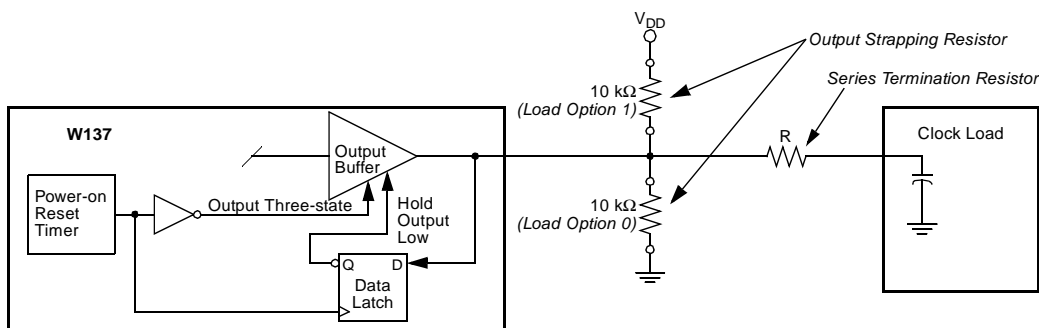 V_DD
Output Strapping Resistor
Series Termination Resistor
10 kΩ
(Load Option 1)
W137
Output
Buffer
R
Clock Load
Power-on
Reset
Timer
Output Three-state
Hold
Output
Low
10 kΩ
(Load Option 0)
Q
D
Data
Latch